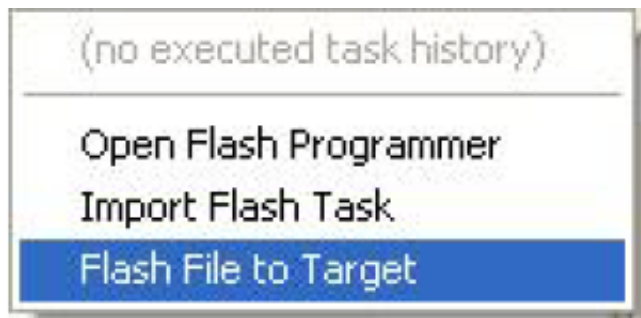 (no executed task history)
Open Flash Programmer
Import Flash Task
Flash File to Target